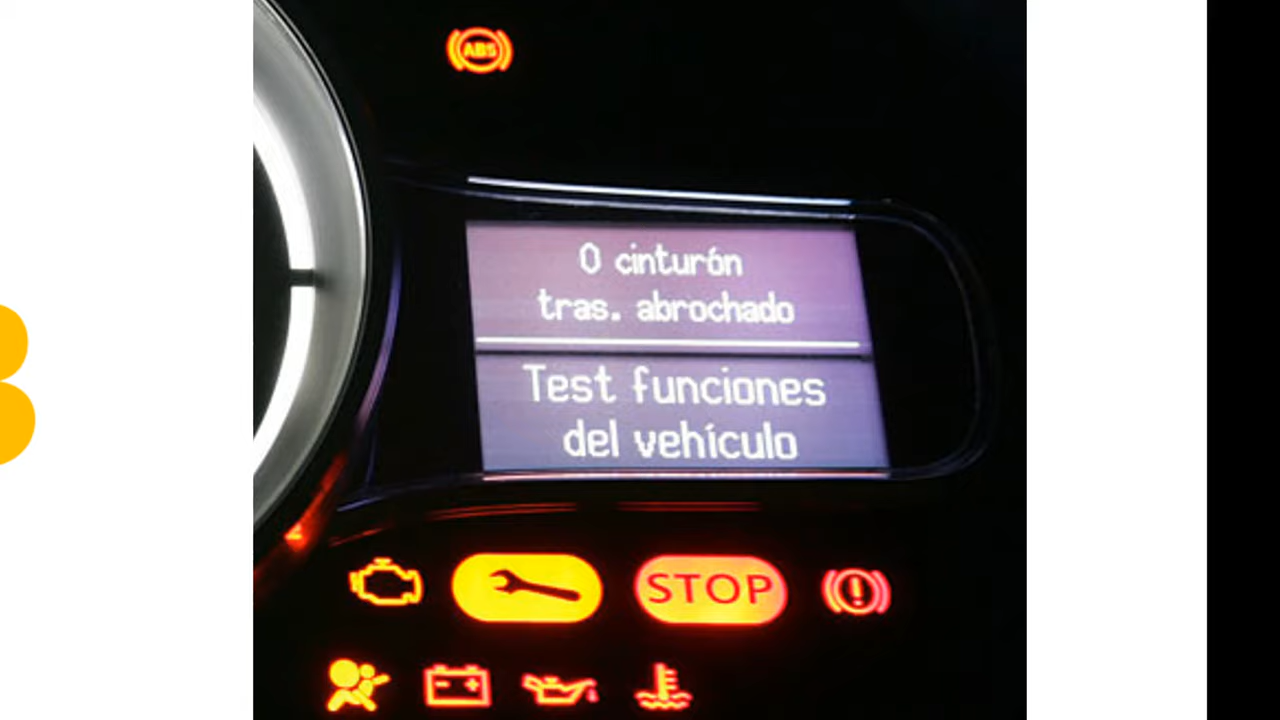 ABS
0 cinturón
tras. abrochado
Test funciones
del vehículo
STOP